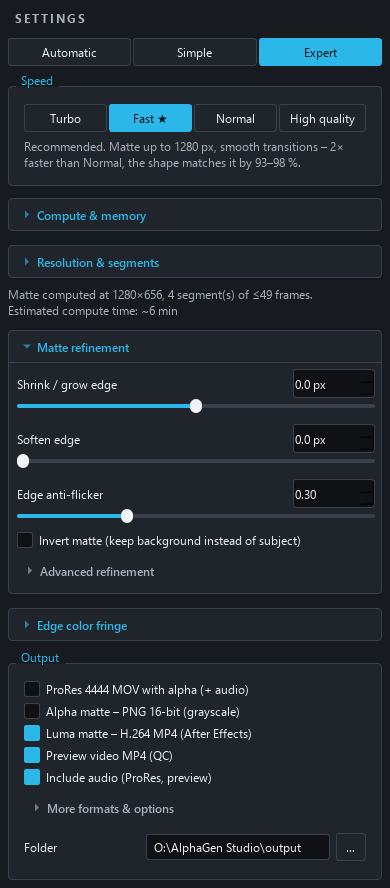 SETTINGS
Automatic Simple Expert
Speed
Turbo Fast ★ Normal High quality
Recommended. Matte up to 1280 px, smooth transitions – 2×
faster than Normal, the shape matches it by 93–98 %.
Compute & memory
Resolution & segments
Matte computed at 1280×656, 4 segment(s) of ≤49 frames.
Estimated compute time: ~6 min
Matte refinement
Shrink / grow edge 0.0 px
Soften edge 0.0 px
Edge anti-flicker 0.30
Invert matte (keep background instead of subject)
Advanced refinement
Edge color fringe
Output
ProRes 4444 MOV with alpha (+ audio)
Alpha matte – PNG 16-bit (grayscale)
Luma matte – H.264 MP4 (After Effects)
Preview video MP4 (QC)
Include audio (ProRes, preview)
More formats & options
Folder O:\AlphaGen Studio\output ...